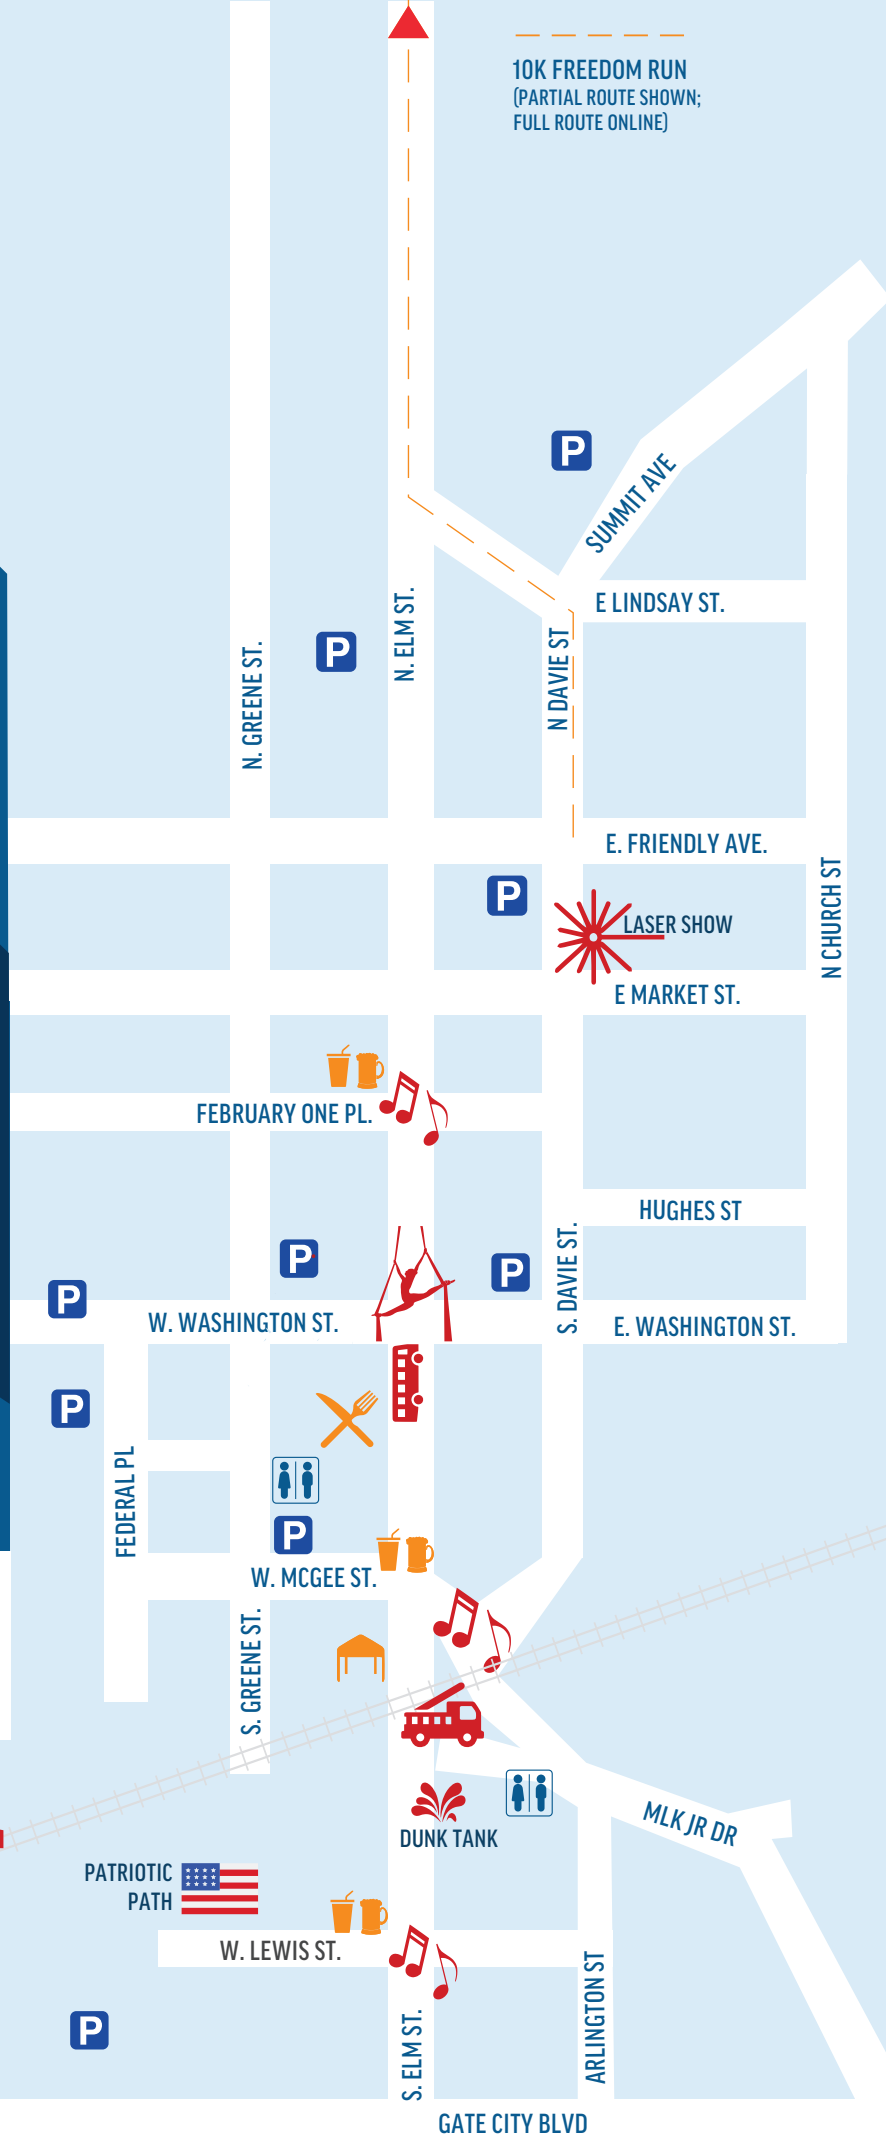 10K FREEDOM RUN
(PARTIAL ROUTE SHOWN;
FULL ROUTE ONLINE)
P
SUMMIT AVE
E LINDSAY ST.
N. ELM ST.
N DAVIE ST
P
N. GREENE ST.
E. FRIENDLY AVE.
P
LASER SHOW
N CHURCH ST
E MARKET ST.
FEBRUARY ONE PL.
HUGHES ST
P
P
S. DAVIE ST.
P
W. WASHINGTON ST.
E. WASHINGTON ST.
P
FEDERAL PL
P
W. MCGEE ST.
S. GREENE ST.
MLK JR DR
DUNK TANK
PATRIOTIC
PATH
W. LEWIS ST.
ARLINGTON ST
P
S. ELM ST.
GATE CITY BLVD